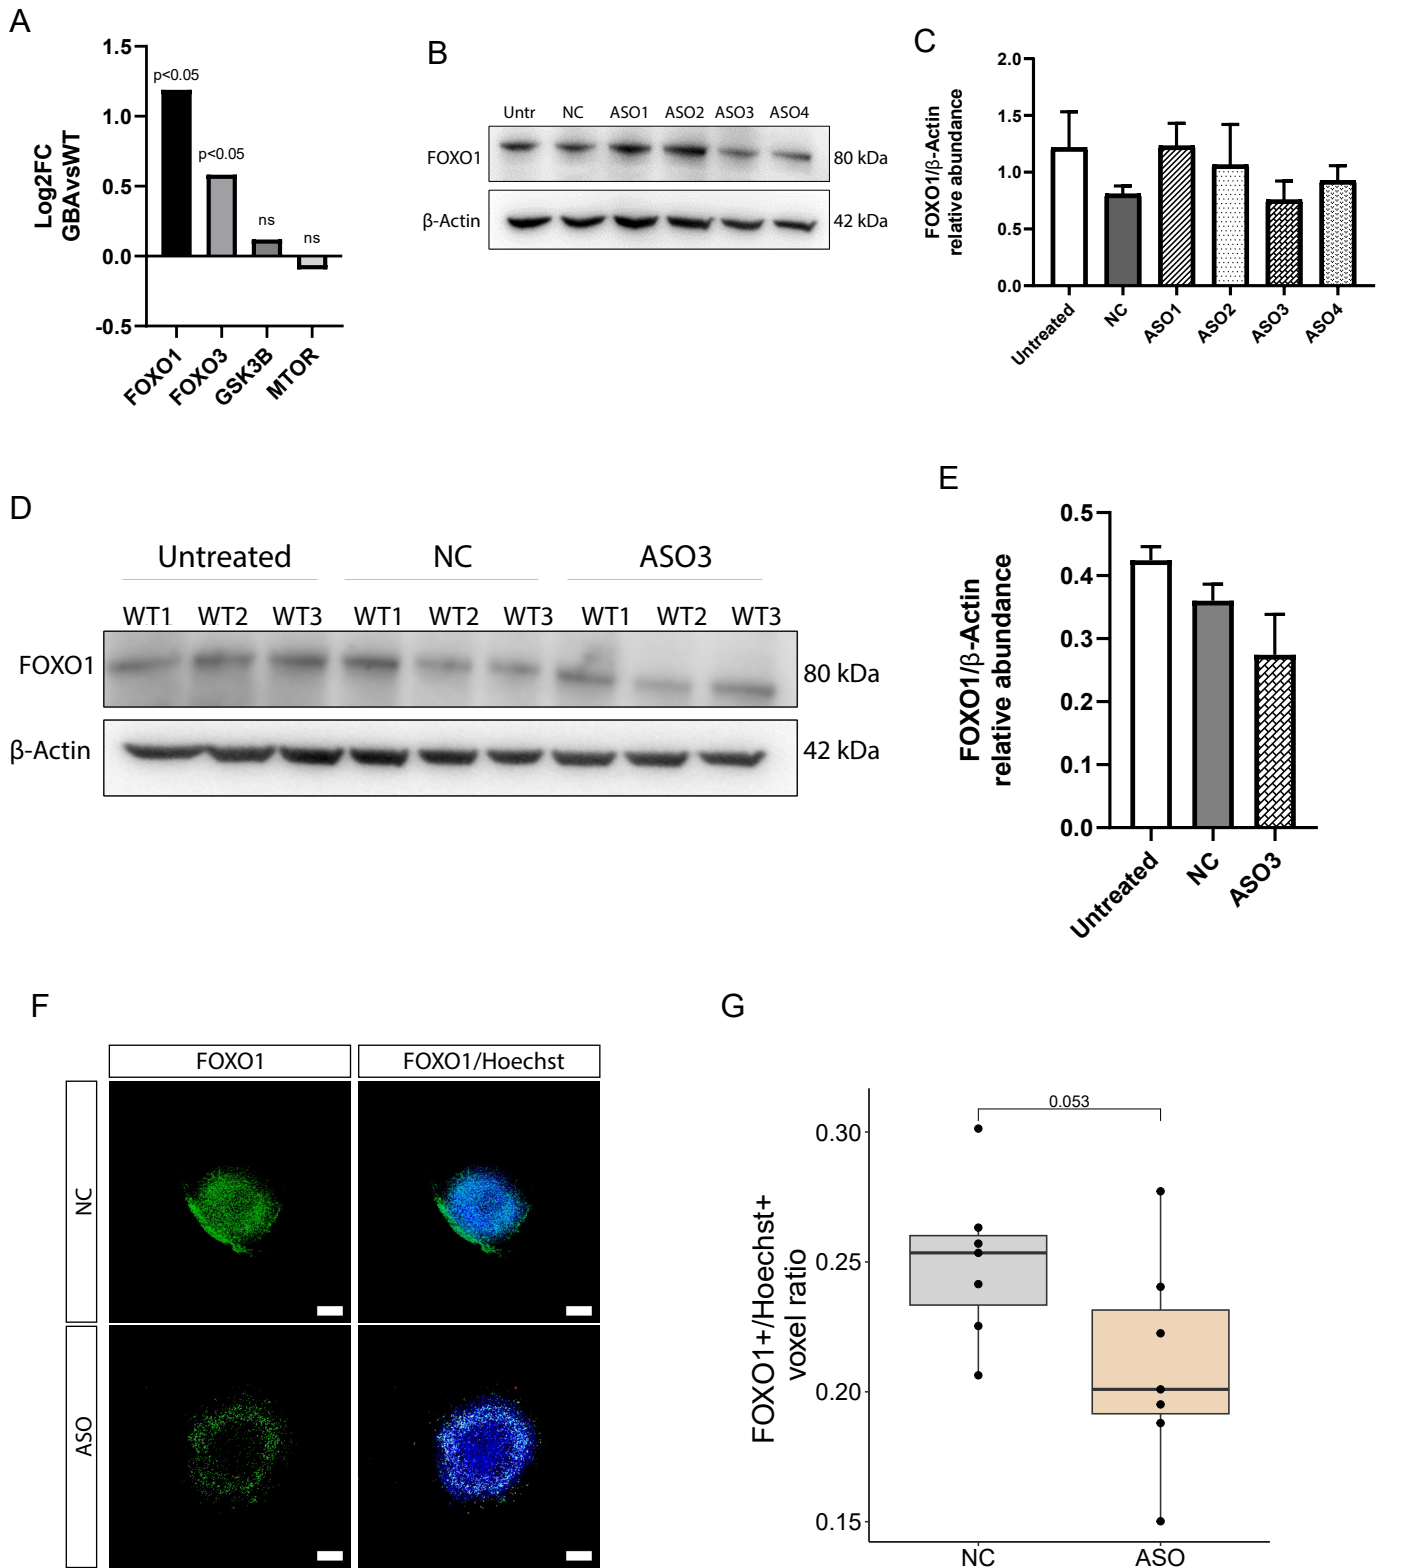 A
Log2FC
GBAvsWT
1.5
1.0
0.5
0.0
-0.5
p<0.05
p<0.05
ns
ns
FOXO1
FOXO3
GSK3B
MTOR
B
Untr NC ASO1 ASO2 ASO3 ASO4
FOXO1
80 kDa
β-Actin
42 kDa
C
FOXO1/β-Actin
relative abundance
2.0
1.5
1.0
0.5
0.0
Untreated
NC
ASO1
ASO2
ASO3
ASO4
D
Untreated NC ASO3
WT1 WT2 WT3 WT1 WT2 WT3 WT1 WT2 WT3
FOXO1
80 kDa
β-Actin
42 kDa
E
FOXO1/β-Actin
relative abundance
0.5
0.4
0.3
0.2
0.1
0.0
Untreated
NC
ASO3
F
FOXO1
FOXO1/Hoechst
NC
ASO
G
FOXO1+/Hoechst+
voxel ratio
0.30
0.25
0.20
0.15
0.053
NC
ASO